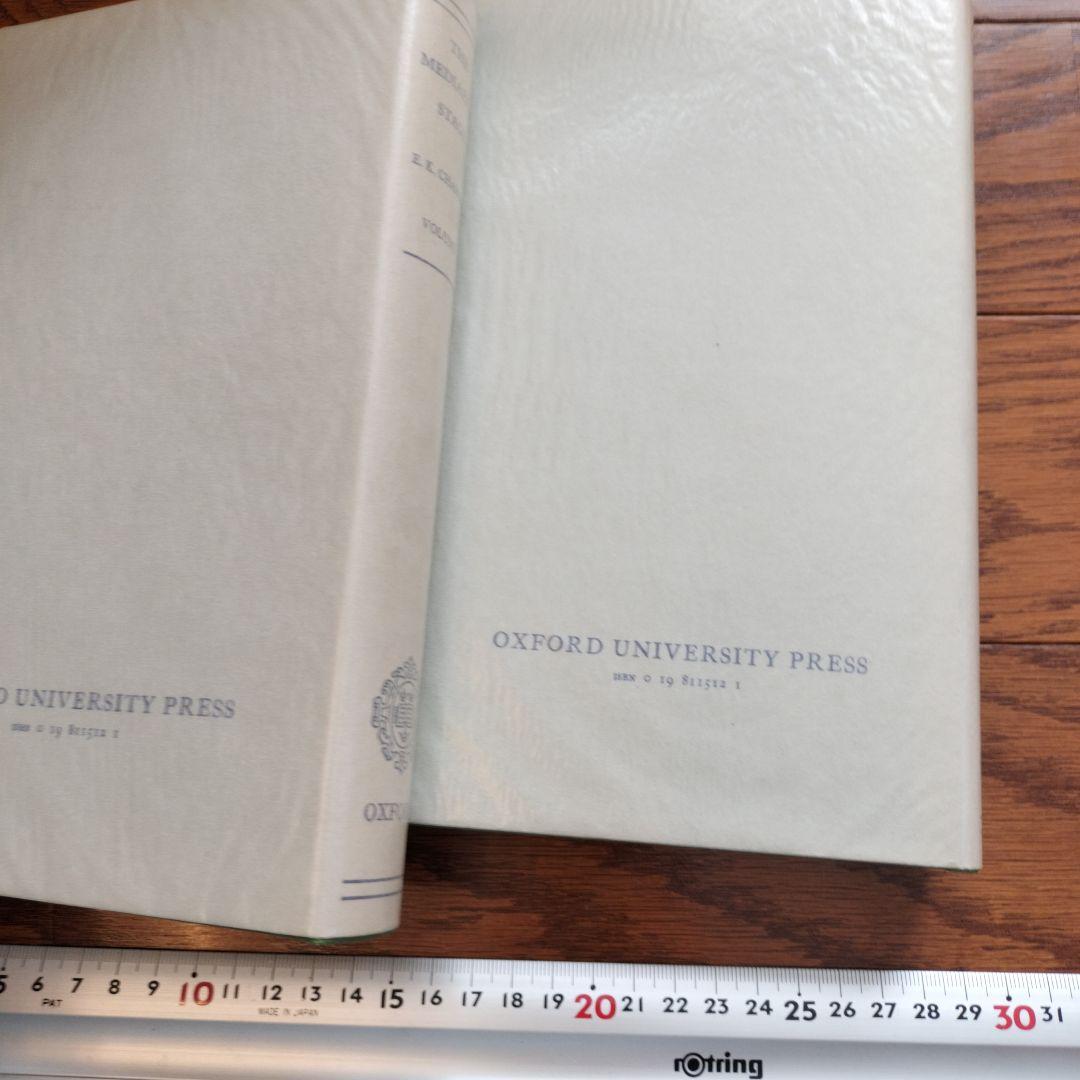 E. K.
UNIVERSITY PRESS
ISBN 0 19 811512 1
OXFORD UNIVERSITY PRESS
ISBN 0 19 811512 1
5 6 7 8 9 10 11 12 13 14 15 16 17 18 19 20 21 22 23 24 25 26 27 28 29 30 31
PAT
MADE IN JAPAN
rotring